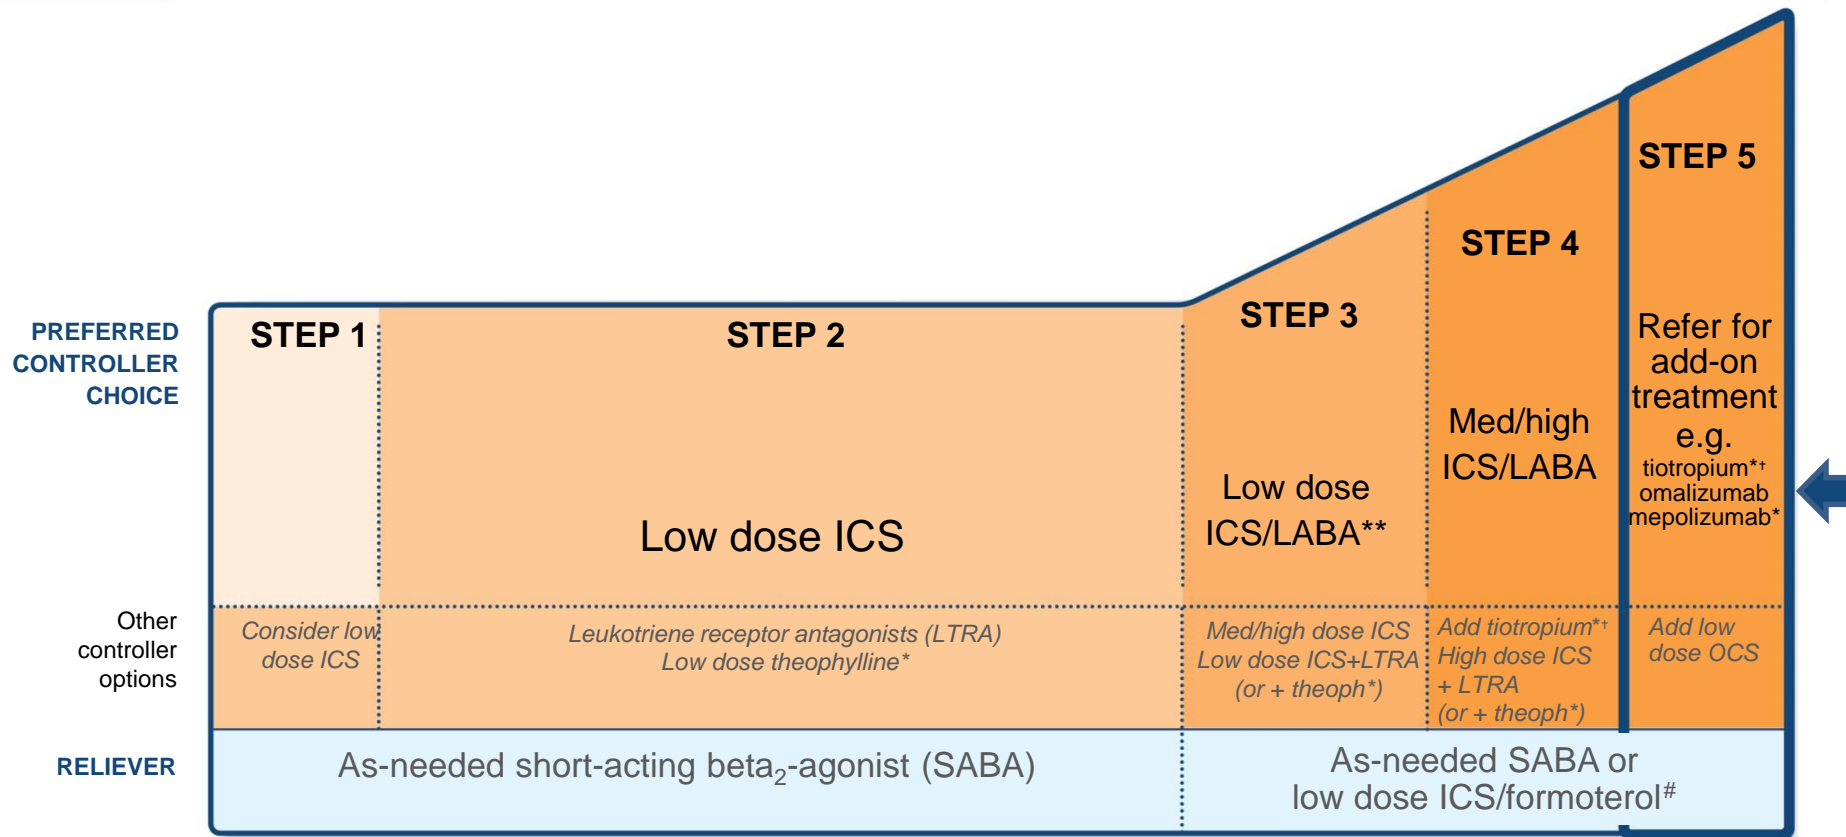 PREFERRED
CONTROLLER
CHOICE
STEP 1
STEP 2
Low dose ICS
STEP 3
Low dose
ICS/LABA**
STEP 4
Med/high
ICS/LABA
STEP 5
Refer for
add-on
treatment
e.g.
tiotropium*†
omalizumab
mepolizumab*
Other
controller
options
Consider low
dose ICS
Leukotriene receptor antagonists (LTRA)
Low dose theophylline*
Med/high dose ICS
Low dose ICS+LTRA
(or + theoph*)
Add tiotropium*†
High dose ICS
+ LTRA
(or + theoph*)
Add low
dose OCS
RELIEVER
As-needed short-acting beta₂-agonist (SABA)
As-needed SABA or
low dose ICS/formoterol#